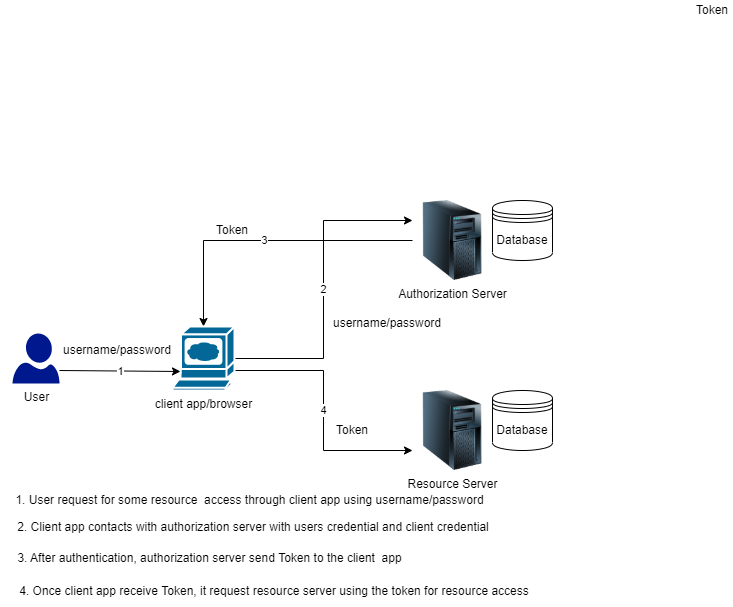 Token
Token
3
Database
2
Authorization Server
username/password
username/password
1
User
client app/browser
4
Token
Database
Resource Server
1. User request for some resource  access through client app using username/password
2. Client app contacts with authorization server with users credential and client credential
3. After authentication, authorization server send Token to the client  app
4. Once client app receive Token, it request resource server using the token for resource access